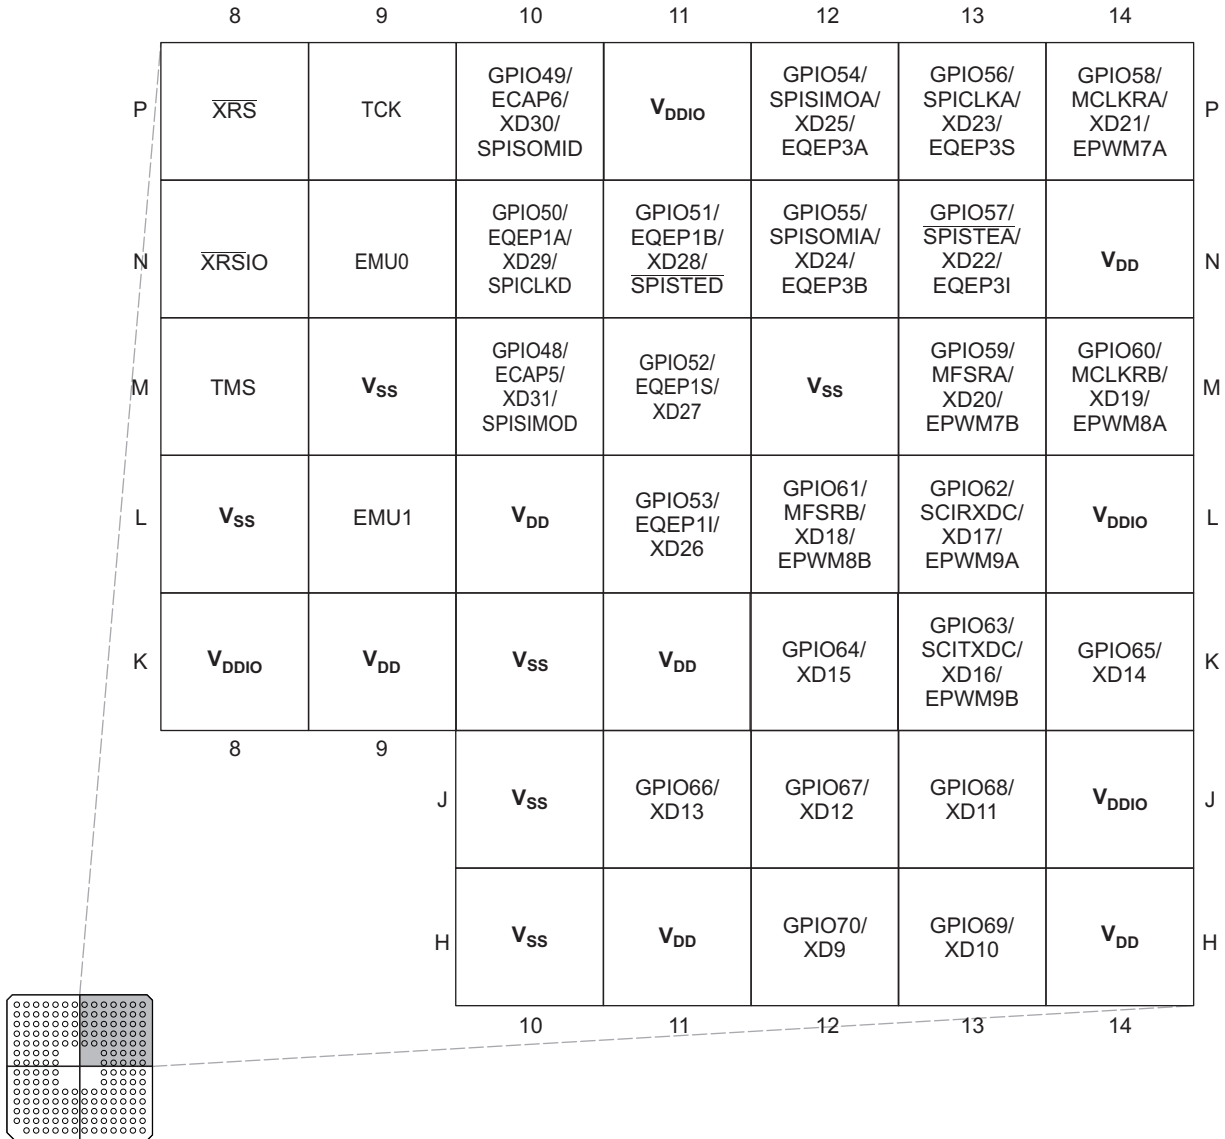 8 9 10 11 12 13 14
P
X̅R̅S̅
TCK
GPIO49/
ECAP6/
XD30/
SPISOMID
VDDIO
GPIO54/
SPISIMOA/
XD25/
EQEP3A
GPIO56/
SPICLKA/
XD23/
EQEP3S
GPIO58/
MCLKRA/
XD21/
EPWM7A
P
N
X̅R̅S̅IO
EMU0
GPIO50/
EQEP1A/
XD29/
SPICLKD
GPIO51/
EQEP1B/
XD28/
S̅P̅I̅S̅T̅E̅D̅
GPIO55/
SPISOMIA/
XD24/
EQEP3B
GPIO57/
S̅P̅I̅S̅T̅E̅A̅/
XD22/
EQEP3I
VDD
N
M
TMS
VSS
GPIO48/
ECAP5/
XD31/
SPISIMOD
GPIO52/
EQEP1S/
XD27
VSS
GPIO59/
MFSRA/
XD20/
EPWM7B
GPIO60/
MCLKRB/
XD19/
EPWM8A
M
L
VSS
EMU1
VDD
GPIO53/
EQEP1I/
XD26
GPIO61/
MFSRB/
XD18/
EPWM8B
GPIO62/
SCIRXDC/
XD17/
EPWM9A
VDDIO
L
K
VDDIO
VDD
VSS
VDD
GPIO64/
XD15
GPIO63/
SCITXDC/
XD16/
EPWM9B
GPIO65/
XD14
K
8 9
J
VSS
GPIO66/
XD13
GPIO67/
XD12
GPIO68/
XD11
VDDIO
J
H
VSS
VDD
GPIO70/
XD9
GPIO69/
XD10
VDD
H
10 11 12 13 14